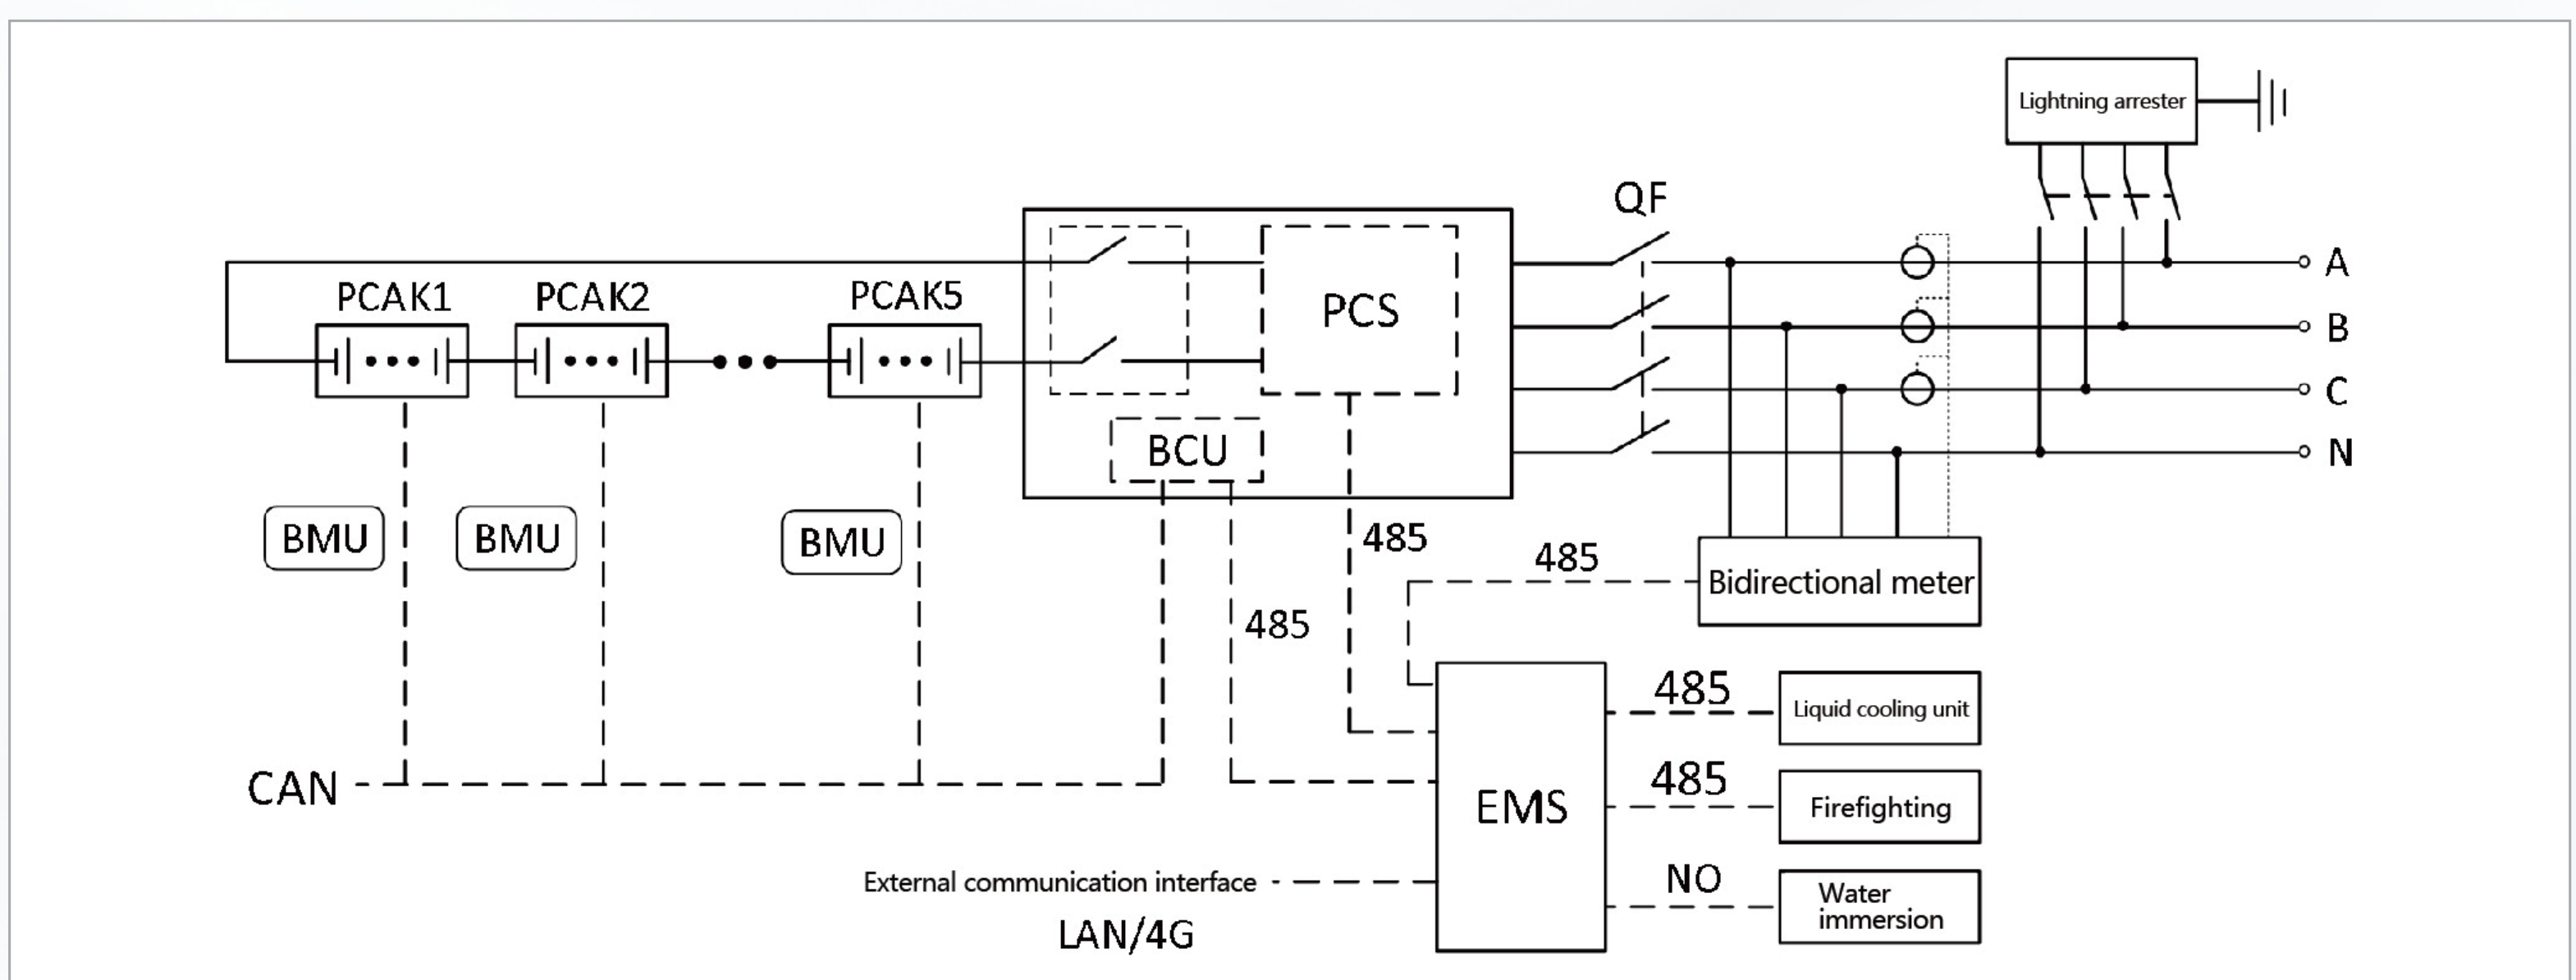 Lightning arrester
QF
A
PCAK1
PCAK2
PCAK5
PCS
B
C
BCU
N
BMU
BMU
BMU
485
485
Bidirectional meter
485
485
Liquid cooling unit
CAN
485
EMS
Firefighting
External communication interface
NO
Water
immersion
LAN/4G